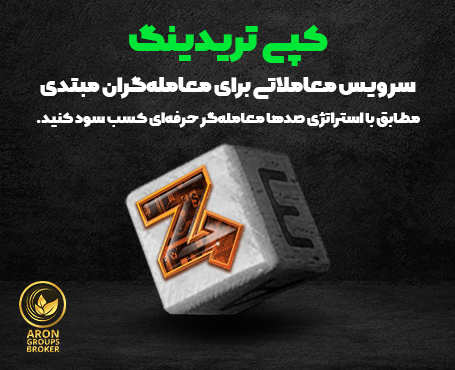 کپی تریدینگ
سرویس معاملاتی برای معامله‌گران مبتدی
مطابق با استراتژی صدها معامله‌گر حرفه‌ای کسب سود کنید.
Z
E
ARON
GROUPS
BROKER